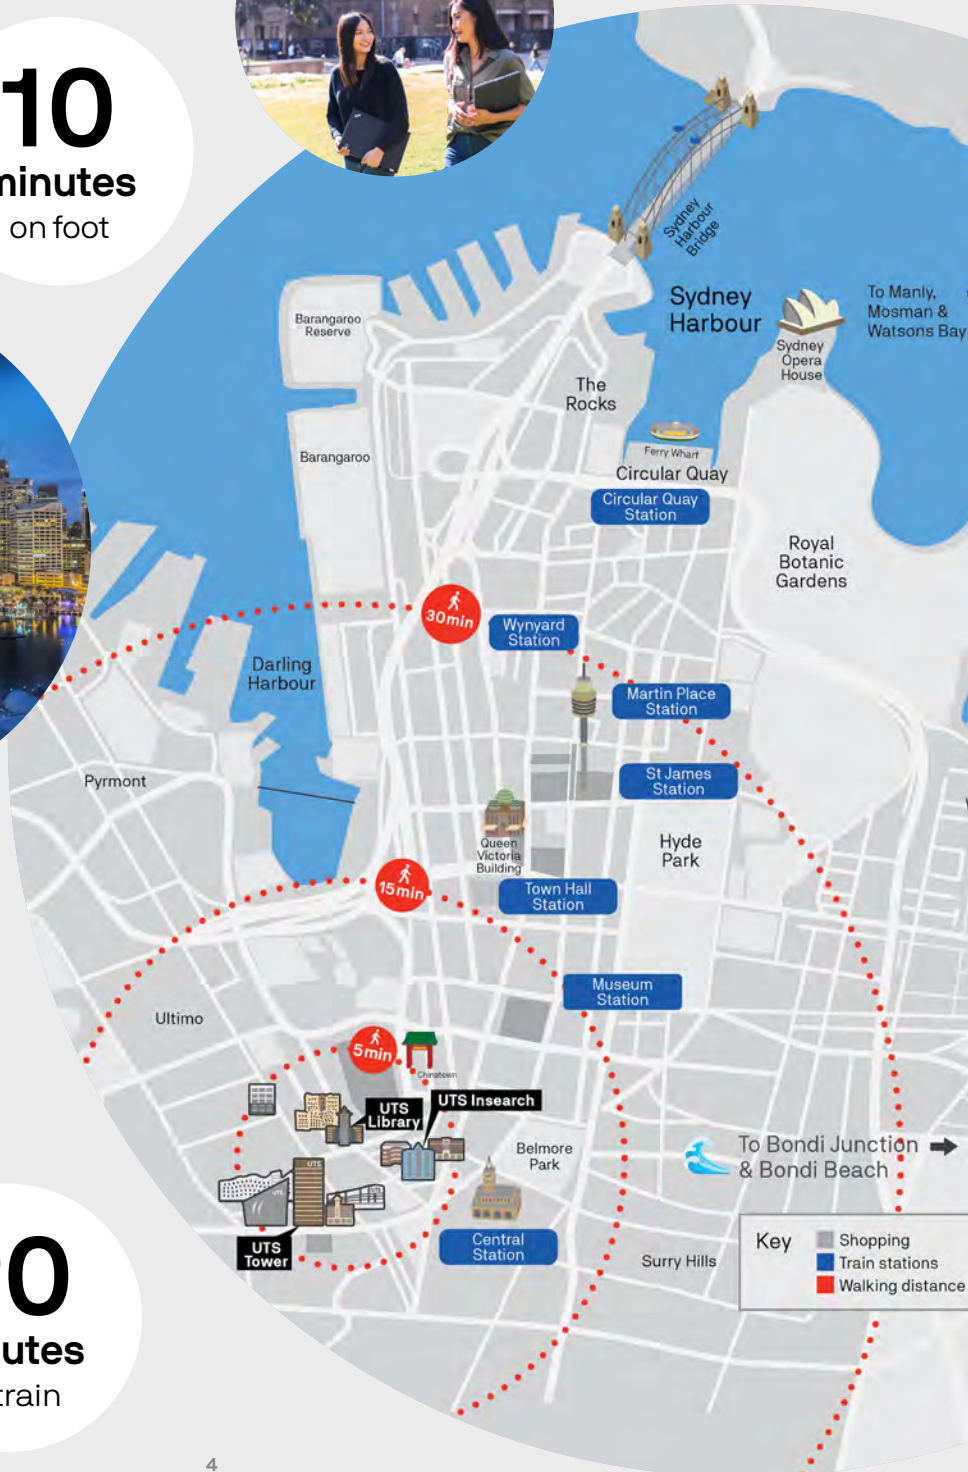 10
minutes
on foot
Sydney
Harbour
Bridge
Sydney
Harbour
To Manly,
Mosman &
Watsons Bay
Sydney
Opera
House
Barangaroo
Reserve
The
Rocks
Ferry Wharf
Circular Quay
Circular Quay
Station
Barangaroo
Royal
Botanic
Gardens
30min
Wynyard
Station
Darling
Harbour
Martin Place
Station
St James
Station
Pyrmont
Hyde
Park
Queen
Victoria
Building
15min
Town Hall
Station
Museum
Station
Ultimo
5min
Chinatown
UTS
Library
UTS Insearch
Belmore
Park
To Bondi Junction
& Bondi Beach
UTS
UTS
UTS
UTS
Tower
Central
Station
Surry Hills
Key
Shopping
Train stations
Walking distance
0
utes
train
4